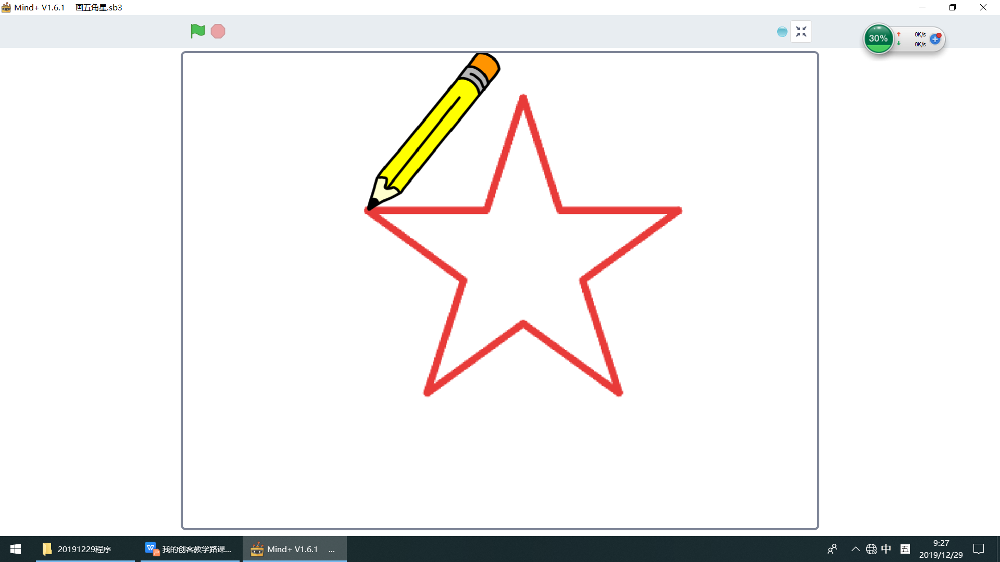 Mind+ V1.6.1 画五角星.sb3
30%
0K/s
0K/s
20191229程序
我的创客教学路课...
Mind+ V1.6.1 ...
中
五
9:27
2019/12/29